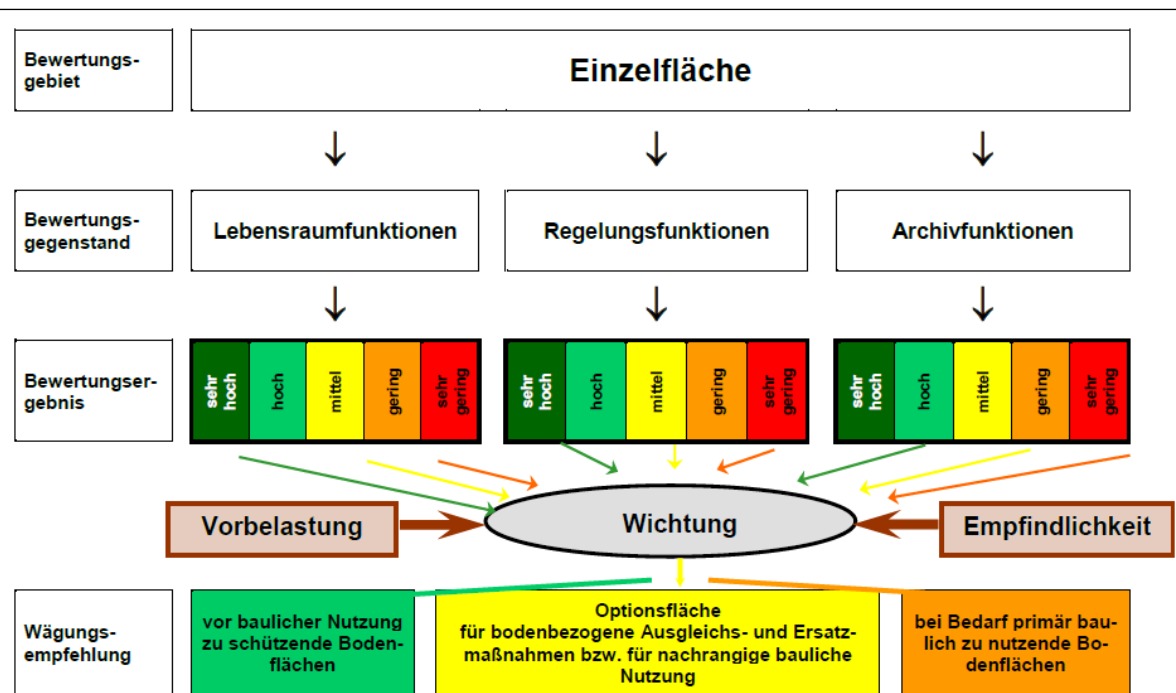 Bewertungs-
gebiet
Einzelfläche
Bewertungs-
gegenstand
Lebensraumfunktionen
Regelungsfunktionen
Archivfunktionen
Bewertungser-
gebnis
sehr
hoch
hoch
mittel
gering
sehr
gering
sehr
hoch
hoch
mittel
gering
sehr
gering
sehr
hoch
hoch
mittel
gering
sehr
gering
Vorbelastung
Wichtung
Empfindlichkeit
Wägungs-
empfehlung
vor baulicher Nutzung
zu schützende Boden-
flächen
Optionsfläche
für bodenbezogene Ausgleichs- und Ersatz-
maßnahmen bzw. für nachrangige bauliche
Nutzung
bei Bedarf primär bau-
lich zu nutzende Bo-
denflächen